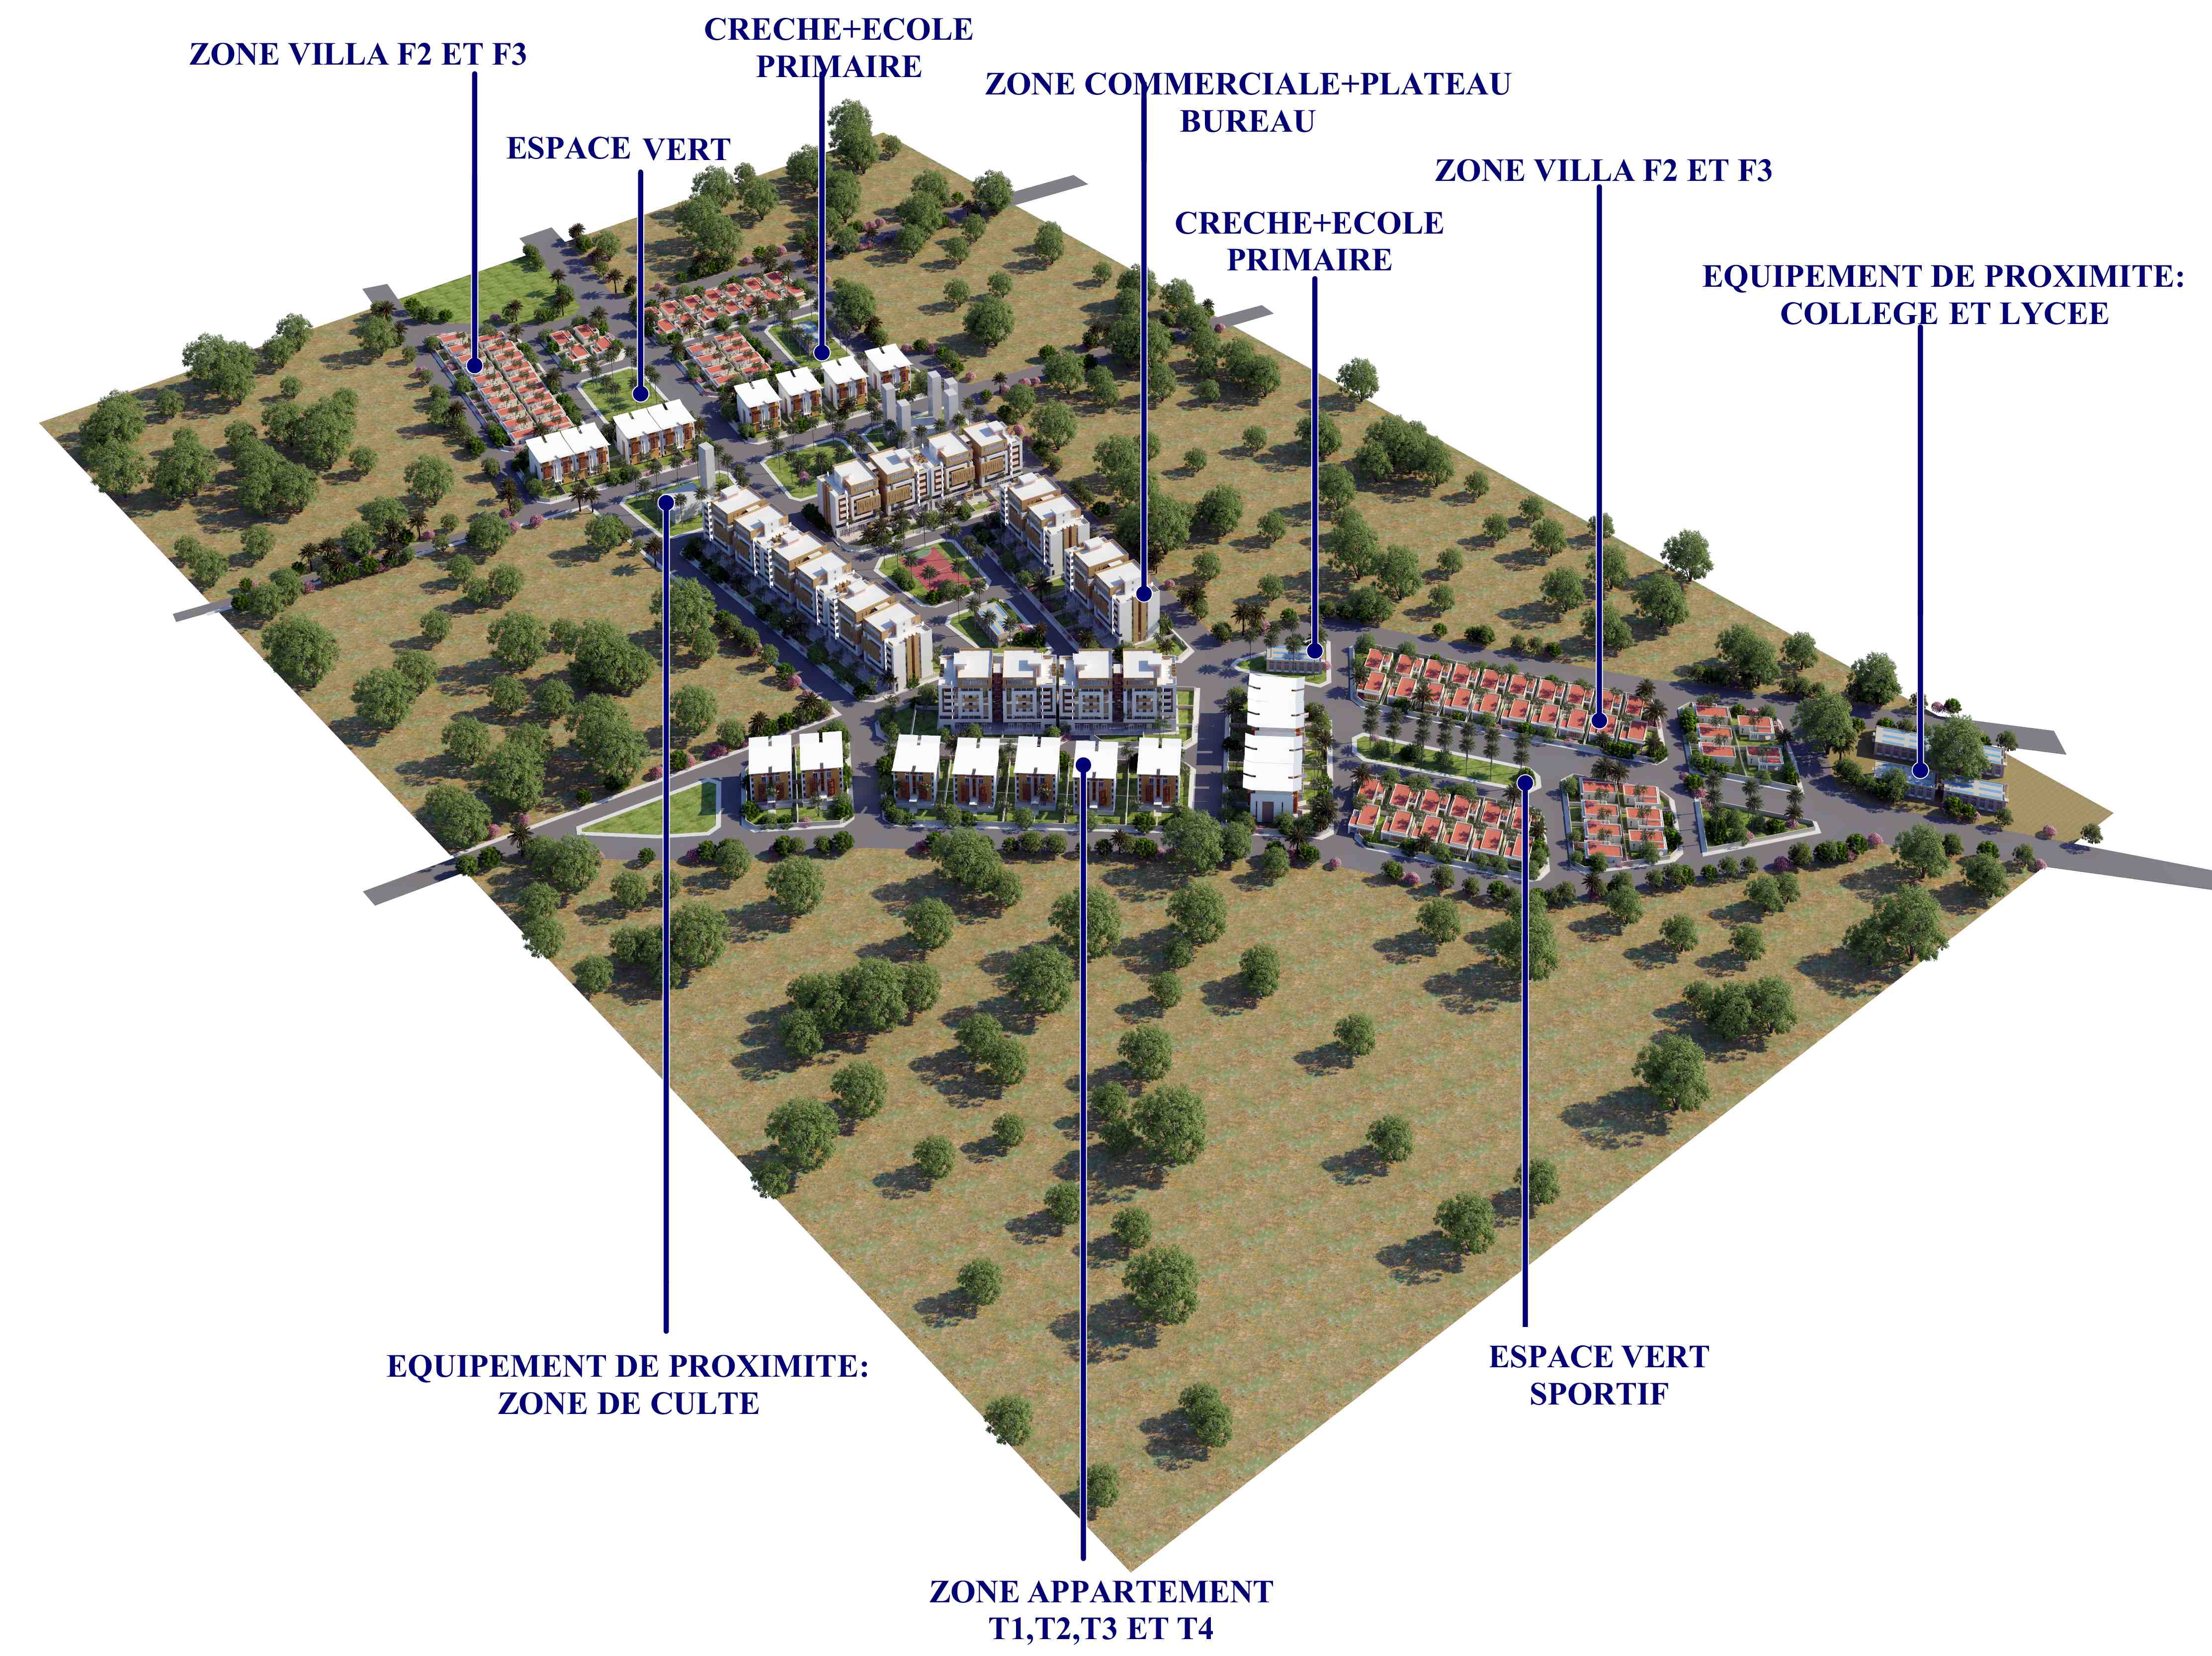 CRECHE+ECOLE
PRIMAIRE
ZONE VILLA F2 ET F3
ZONE COMMERCIALE+PLATEAU
BUREAU
ESPACE VERT
ZONE VILLA F2 ET F3
CRECHE+ECOLE
PRIMAIRE
EQUIPEMENT DE PROXIMITE:
COLLEGE ET LYCEE
EQUIPEMENT DE PROXIMITE:
ZONE DE CULTE
ESPACE VERT
SPORTIF
ZONE APPARTEMENT
T1,T2,T3 ET T4